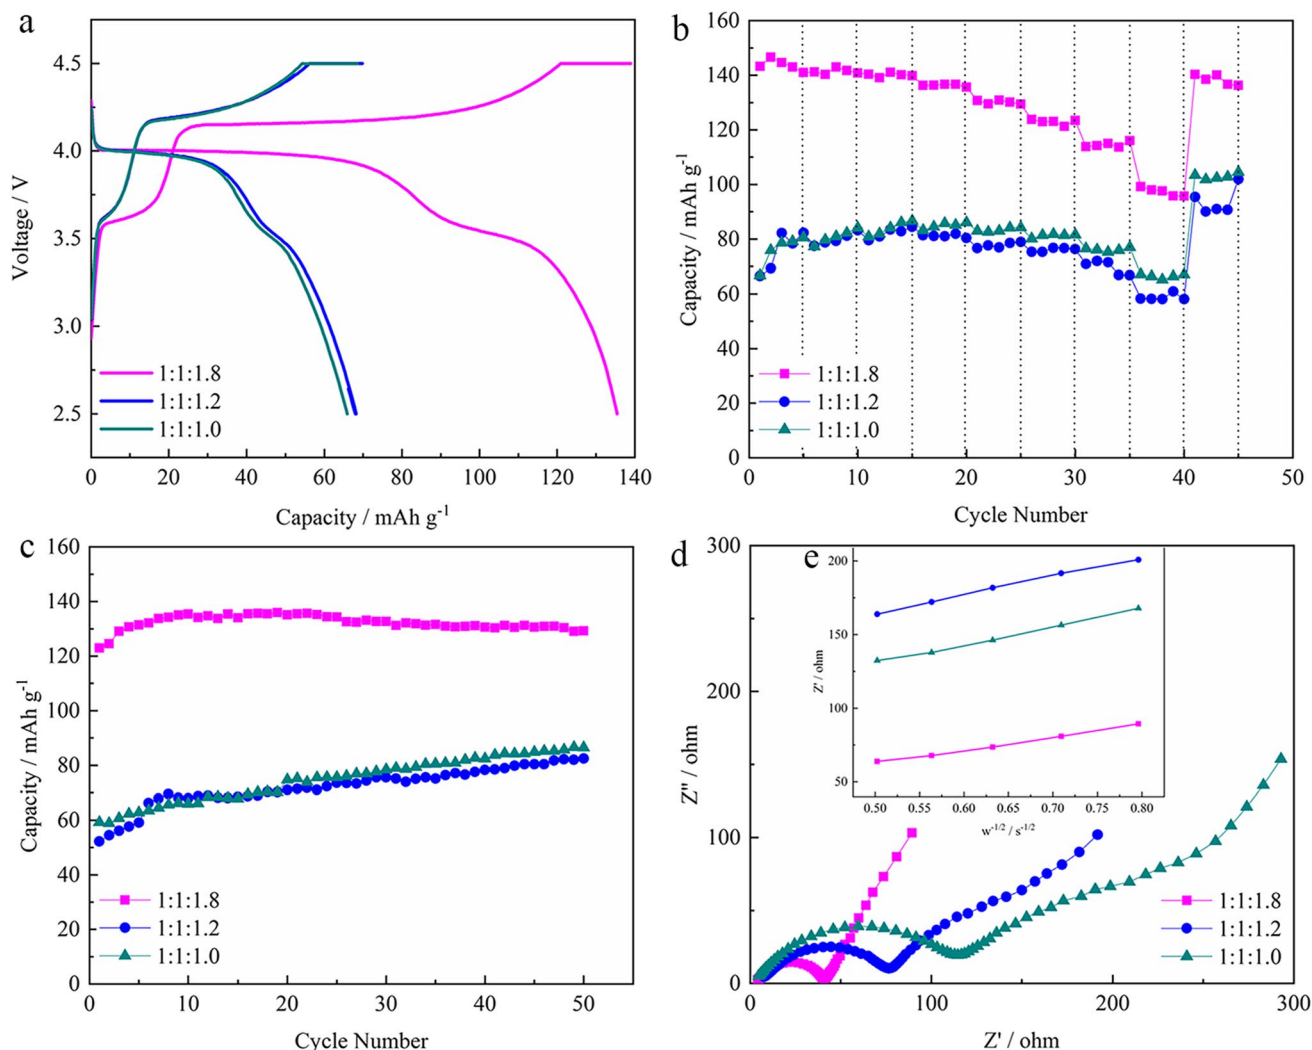 a
4.5
4.0
3.5
3.0
2.5
Voltage / V
1:1:1.8
1:1:1.2
1:1:1.0
0 20 40 60 80 100 120 140
Capacity / mAh g-1
b
160
140
120
100
80
60
40
20
0
Capacity / mAh g-1
1:1:1.8
1:1:1.2
1:1:1.0
0 10 20 30 40 50
Cycle Number
c
160
140
120
100
80
60
40
20
0
Capacity / mAh g-1
1:1:1.8
1:1:1.2
1:1:1.0
0 10 20 30 40 50
Cycle Number
d
300
200
100
0
Z'' / ohm
1:1:1.8
1:1:1.2
1:1:1.0
0 100 200 300
Z' / ohm
e
200
150
100
50
Z' / ohm
0.50 0.55 0.60 0.65 0.70 0.75 0.80
w-1/2 / s-1/2